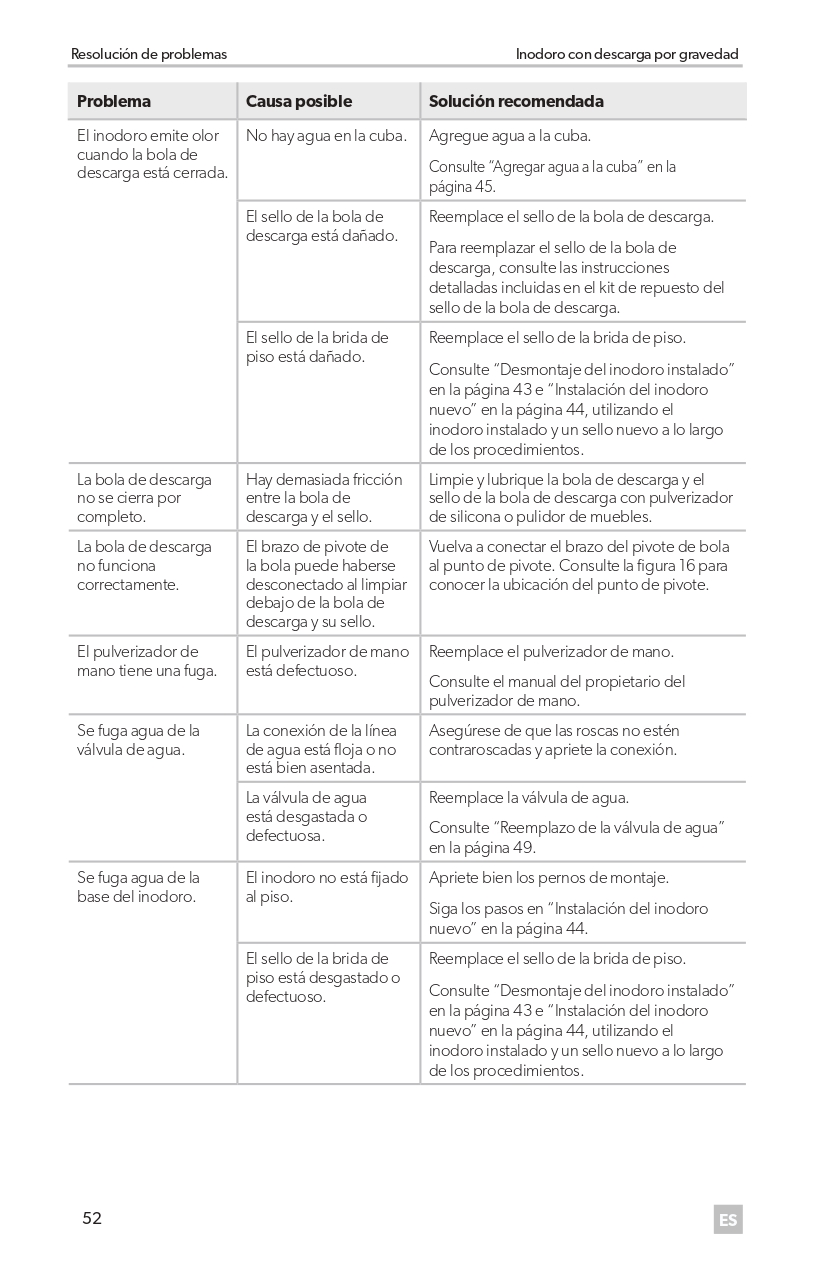 Resolución de problemas
Inodoro con descarga por gravedad
Problema
Causa posible
Solución recomendada
El inodoro emite olor
cuando la bola de
descarga está cerrada.
No hay agua en la cuba.
Agregue agua a la cuba.
Consulte “Agregar agua a la cuba” en la
página 45.
El sello de la bola de
descarga está dañado.
Reemplace el sello de la bola de descarga.
Para reemplazar el sello de la bola de
descarga, consulte las instrucciones
detalladas incluidas en el kit de repuesto del
sello de la bola de descarga.
El sello de la brida de
piso está dañado.
Reemplace el sello de la brida de piso.
Consulte “Desmontaje del inodoro instalado”
en la página 43 e “Instalación del inodoro
nuevo” en la página 44, utilizando el
inodoro instalado y un sello nuevo a lo largo
de los procedimientos.
La bola de descarga
no se cierra por
completo.
Hay demasiada fricción
entre la bola de
descarga y el sello.
Limpie y lubrique la bola de descarga y el
sello de la bola de descarga con pulverizador
de silicona o pulidor de muebles.
La bola de descarga
no funciona
correctamente.
El brazo de pivote de
la bola puede haberse
desconectado al limpiar
debajo de la bola de
descarga y su sello.
Vuelva a conectar el brazo del pivote de bola
al punto de pivote. Consulte la figura 16 para
conocer la ubicación del punto de pivote.
El pulverizador de
mano tiene una fuga.
El pulverizador de mano
está defectuoso.
Reemplace el pulverizador de mano.
Consulte el manual del propietario del
pulverizador de mano.
Se fuga agua de la
válvula de agua.
La conexión de la línea
de agua está floja o no
está bien asentada.
Asegúrese de que las roscas no estén
contraroscadas y apriete la conexión.
La válvula de agua
está desgastada o
defectuosa.
Reemplace la válvula de agua.
Consulte “Reemplazo de la válvula de agua”
en la página 49.
Se fuga agua de la
base del inodoro.
El inodoro no está fijado
al piso.
Apriete bien los pernos de montaje.
Siga los pasos en “Instalación del inodoro
nuevo” en la página 44.
El sello de la brida de
piso está desgastado o
defectuoso.
Reemplace el sello de la brida de piso.
Consulte “Desmontaje del inodoro instalado”
en la página 43 e “Instalación del inodoro
nuevo” en la página 44, utilizando el
inodoro instalado y un sello nuevo a lo largo
de los procedimientos.
52
ES